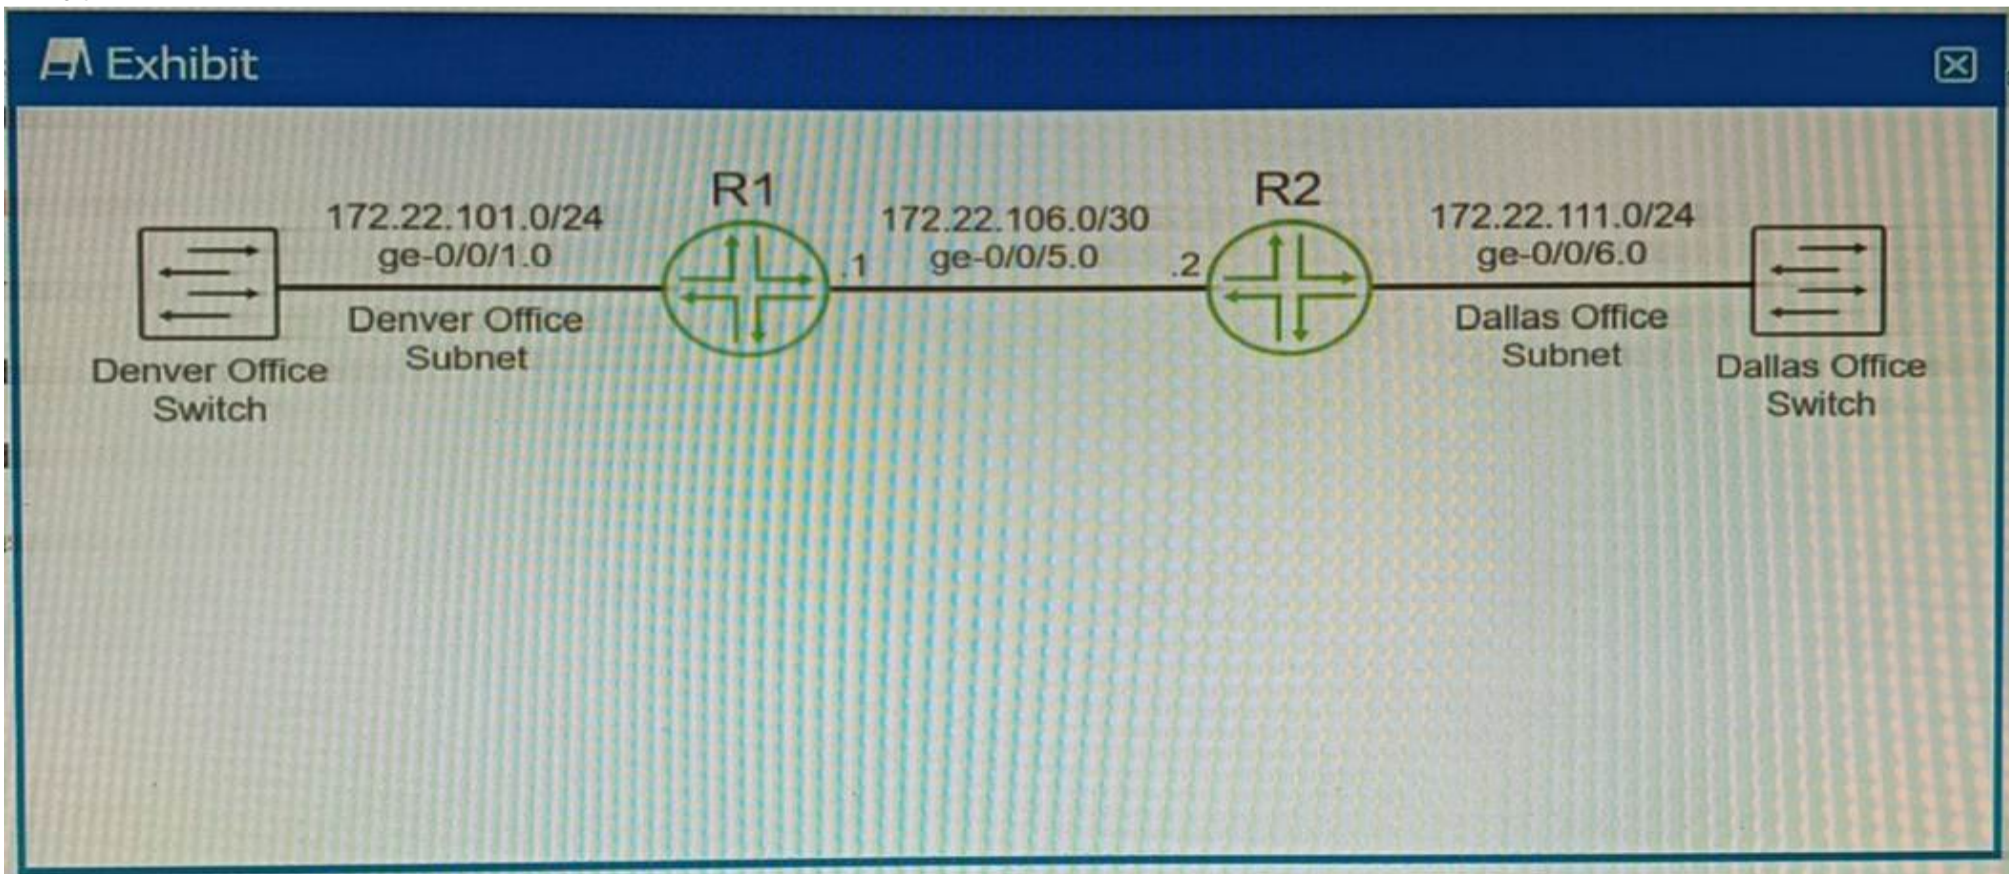 Exhibit
R1
R2
172.22.101.0/24
172.22.106.0/30
172.22.111.0/24
ge-0/0/1.0
.1
ge-0/0/5.0
.2
ge-0/0/6.0
Denver Office
Subnet
Dallas Office
Subnet
Denver Office
Switch
Dallas Office
Switch